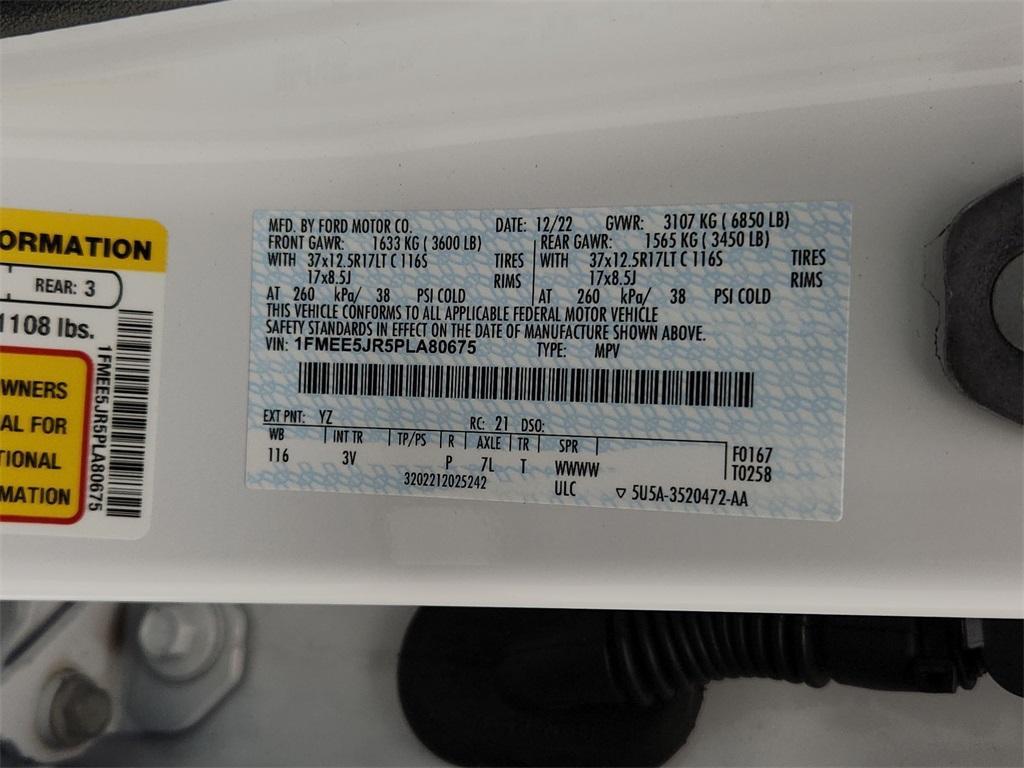 ORMATION
REAR: 3
1108 lbs.
WNERS
AL FOR
TIONAL
MATION
1FMEE5JR5PLA80675
MFD. BY FORD MOTOR CO. DATE: 12/22 GVWR: 3107 KG ( 6850 LB)
FRONT GAWR: 1633 KG ( 3600 LB) REAR GAWR: 1565 KG ( 3450 LB)
WITH 37x12.5R17LT C 116S TIRES WITH 37x12.5R17LT C 116S TIRES
17x8.5J RIMS 17x8.5J RIMS
AT 260 kPa/ 38 PSI COLD AT 260 kPa/ 38 PSI COLD
THIS VEHICLE CONFORMS TO ALL APPLICABLE FEDERAL MOTOR VEHICLE
SAFETY STANDARDS IN EFFECT ON THE DATE OF MANUFACTURE SHOWN ABOVE.
VIN: 1FMEE5JR5PLA80675 TYPE: MPV
EXT PNT: YZ RC: 21 DSO:
WB INT TR TP/PS R AXLE TR SPR F0167
116 3V P 7L T WWWW T0258
3202212025242 ULC ▽ 5U5A-3520472-AA